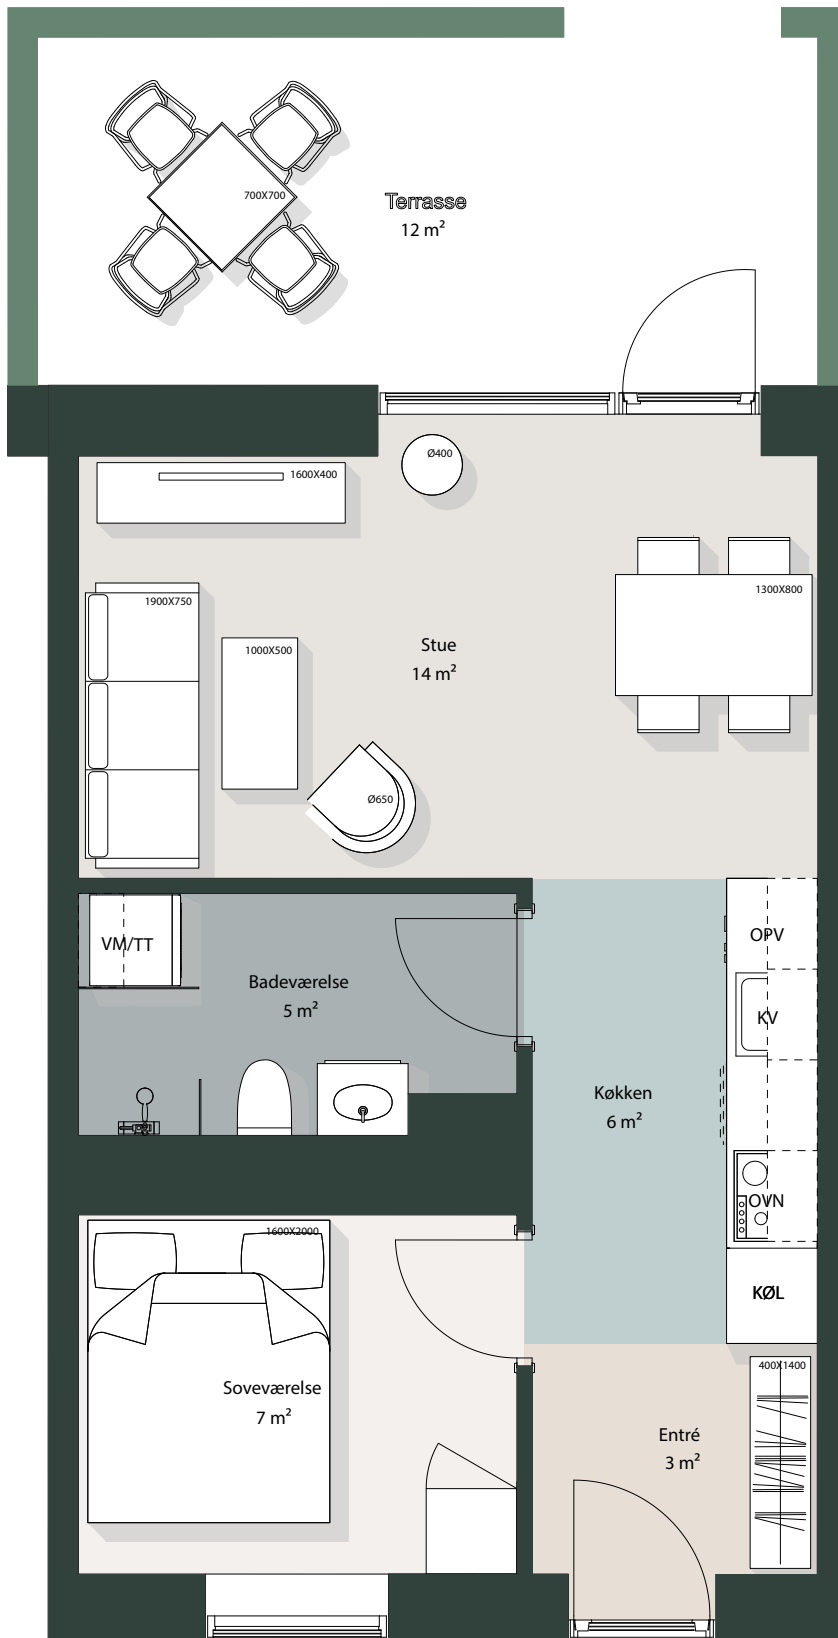 700X700
Terrasse
12 m²
Ø400
1600X400
1300X800
1900X750
Stue
14 m²
1000X500
Ø650
OPV
VM/TT
Badeværelse
5 m²
KV
Køkken
6 m²
OVN
1600X2000
KØL
400X1400
Soveværelse
7 m²
Entré
3 m²